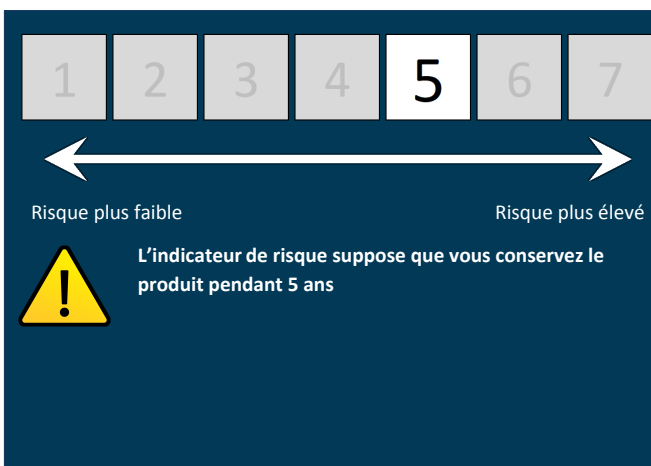 1 2 3 4 5 6 7
Risque plus faible Risque plus élevé
L’indicateur de risque suppose que vous conservez le
produit pendant 5 ans